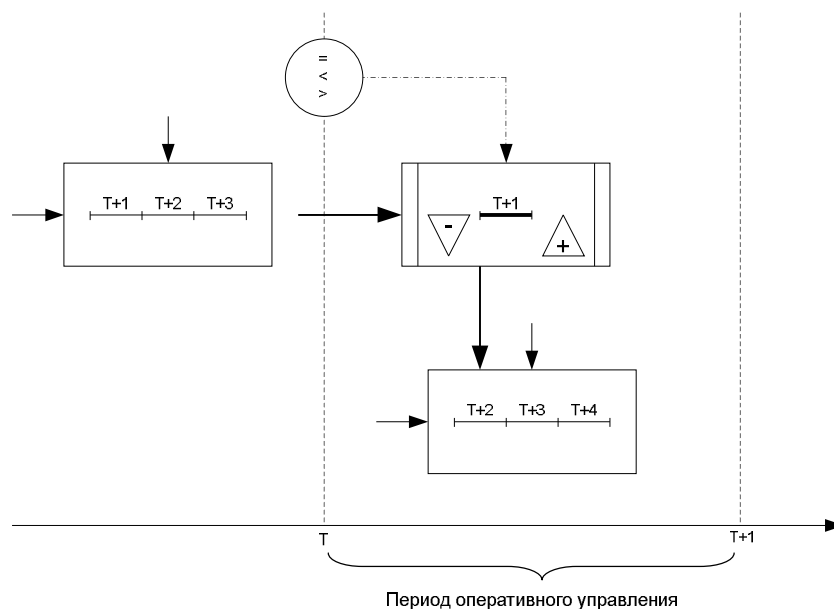 =
<
>
T+1 T+2 T+3
T+1
-
+
T+2 T+3 T+4
T
T+1
Период оперативного управления